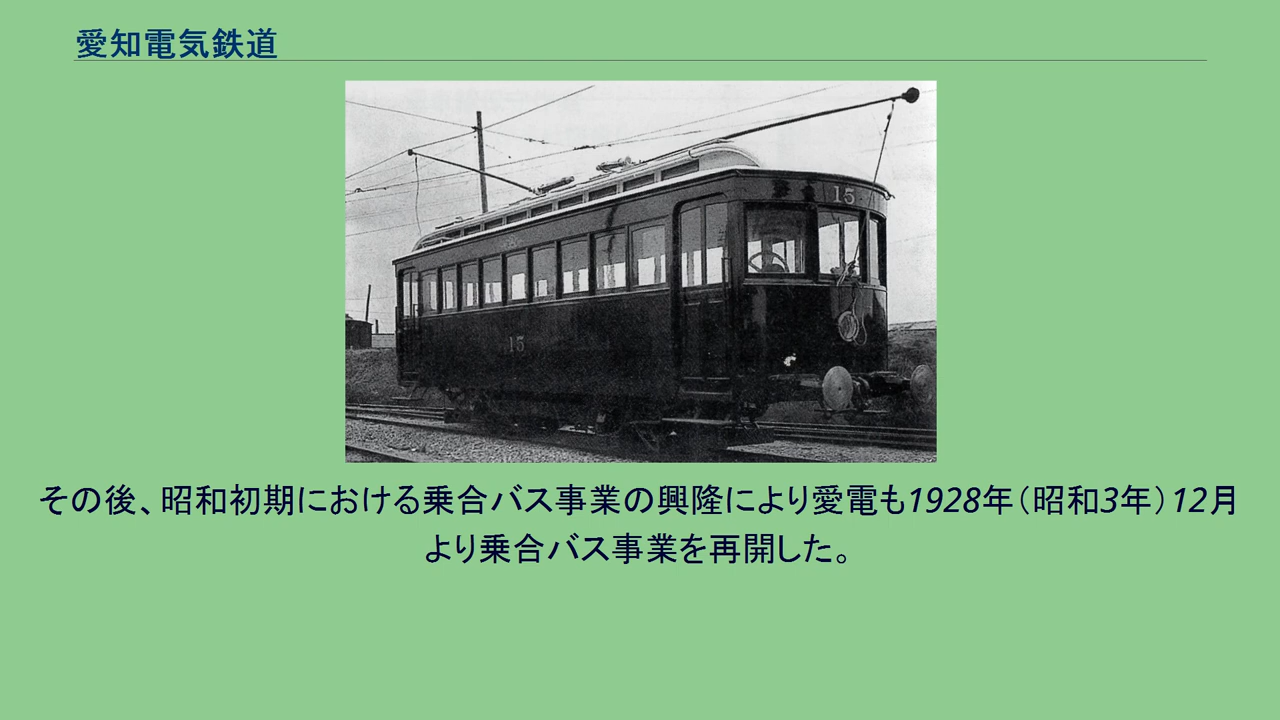 愛知電気鉄道
15
15
その後、昭和初期における乗合バス事業の興隆により愛電も1928年（昭和3年）12月
より乗合バス事業を再開した。